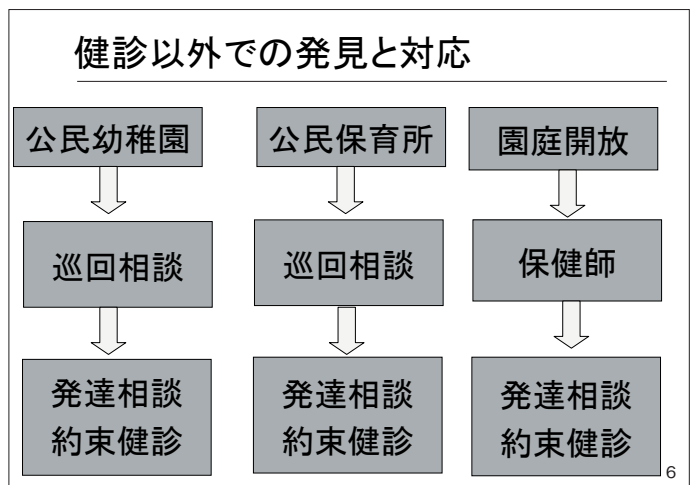 健診以外での発見と対応
公民幼稚園
公民保育所
園庭開放
巡回相談
巡回相談
保健師
発達相談
約束健診
発達相談
約束健診
発達相談
約束健診
6